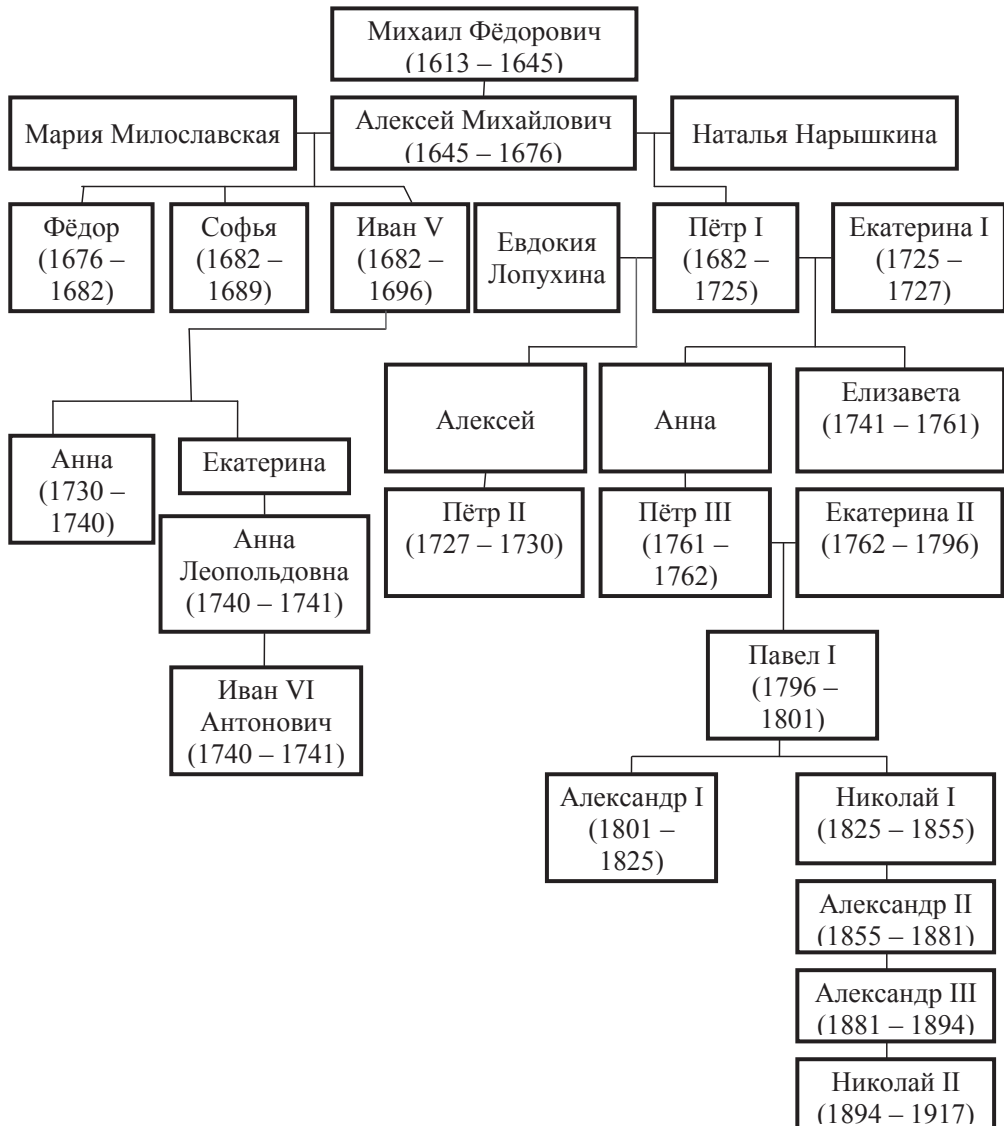 Михаил Фёдорович
(1613 – 1645)
Мария Милославская
Алексей Михайлович
(1645 – 1676)
Наталья Нарышкина
Фёдор
(1676 –
1682)
Софья
(1682 –
1689)
Иван V
(1682 –
1696)
Евдокия
Лопухина
Пётр I
(1682 –
1725)
Екатерина I
(1725 –
1727)
Алексей
Анна
Елизавета
(1741 – 1761)
Анна
(1730 –
1740)
Екатерина
Пётр II
(1727 – 1730)
Пётр III
(1761 –
1762)
Екатерина II
(1762 – 1796)
Анна
Леопольдовна
(1740 – 1741)
Иван VI
Антонович
(1740 – 1741)
Павел I
(1796 –
1801)
Александр I
(1801 –
1825)
Николай I
(1825 – 1855)
Александр II
(1855 – 1881)
Александр III
(1881 – 1894)
Николай II
(1894 – 1917)